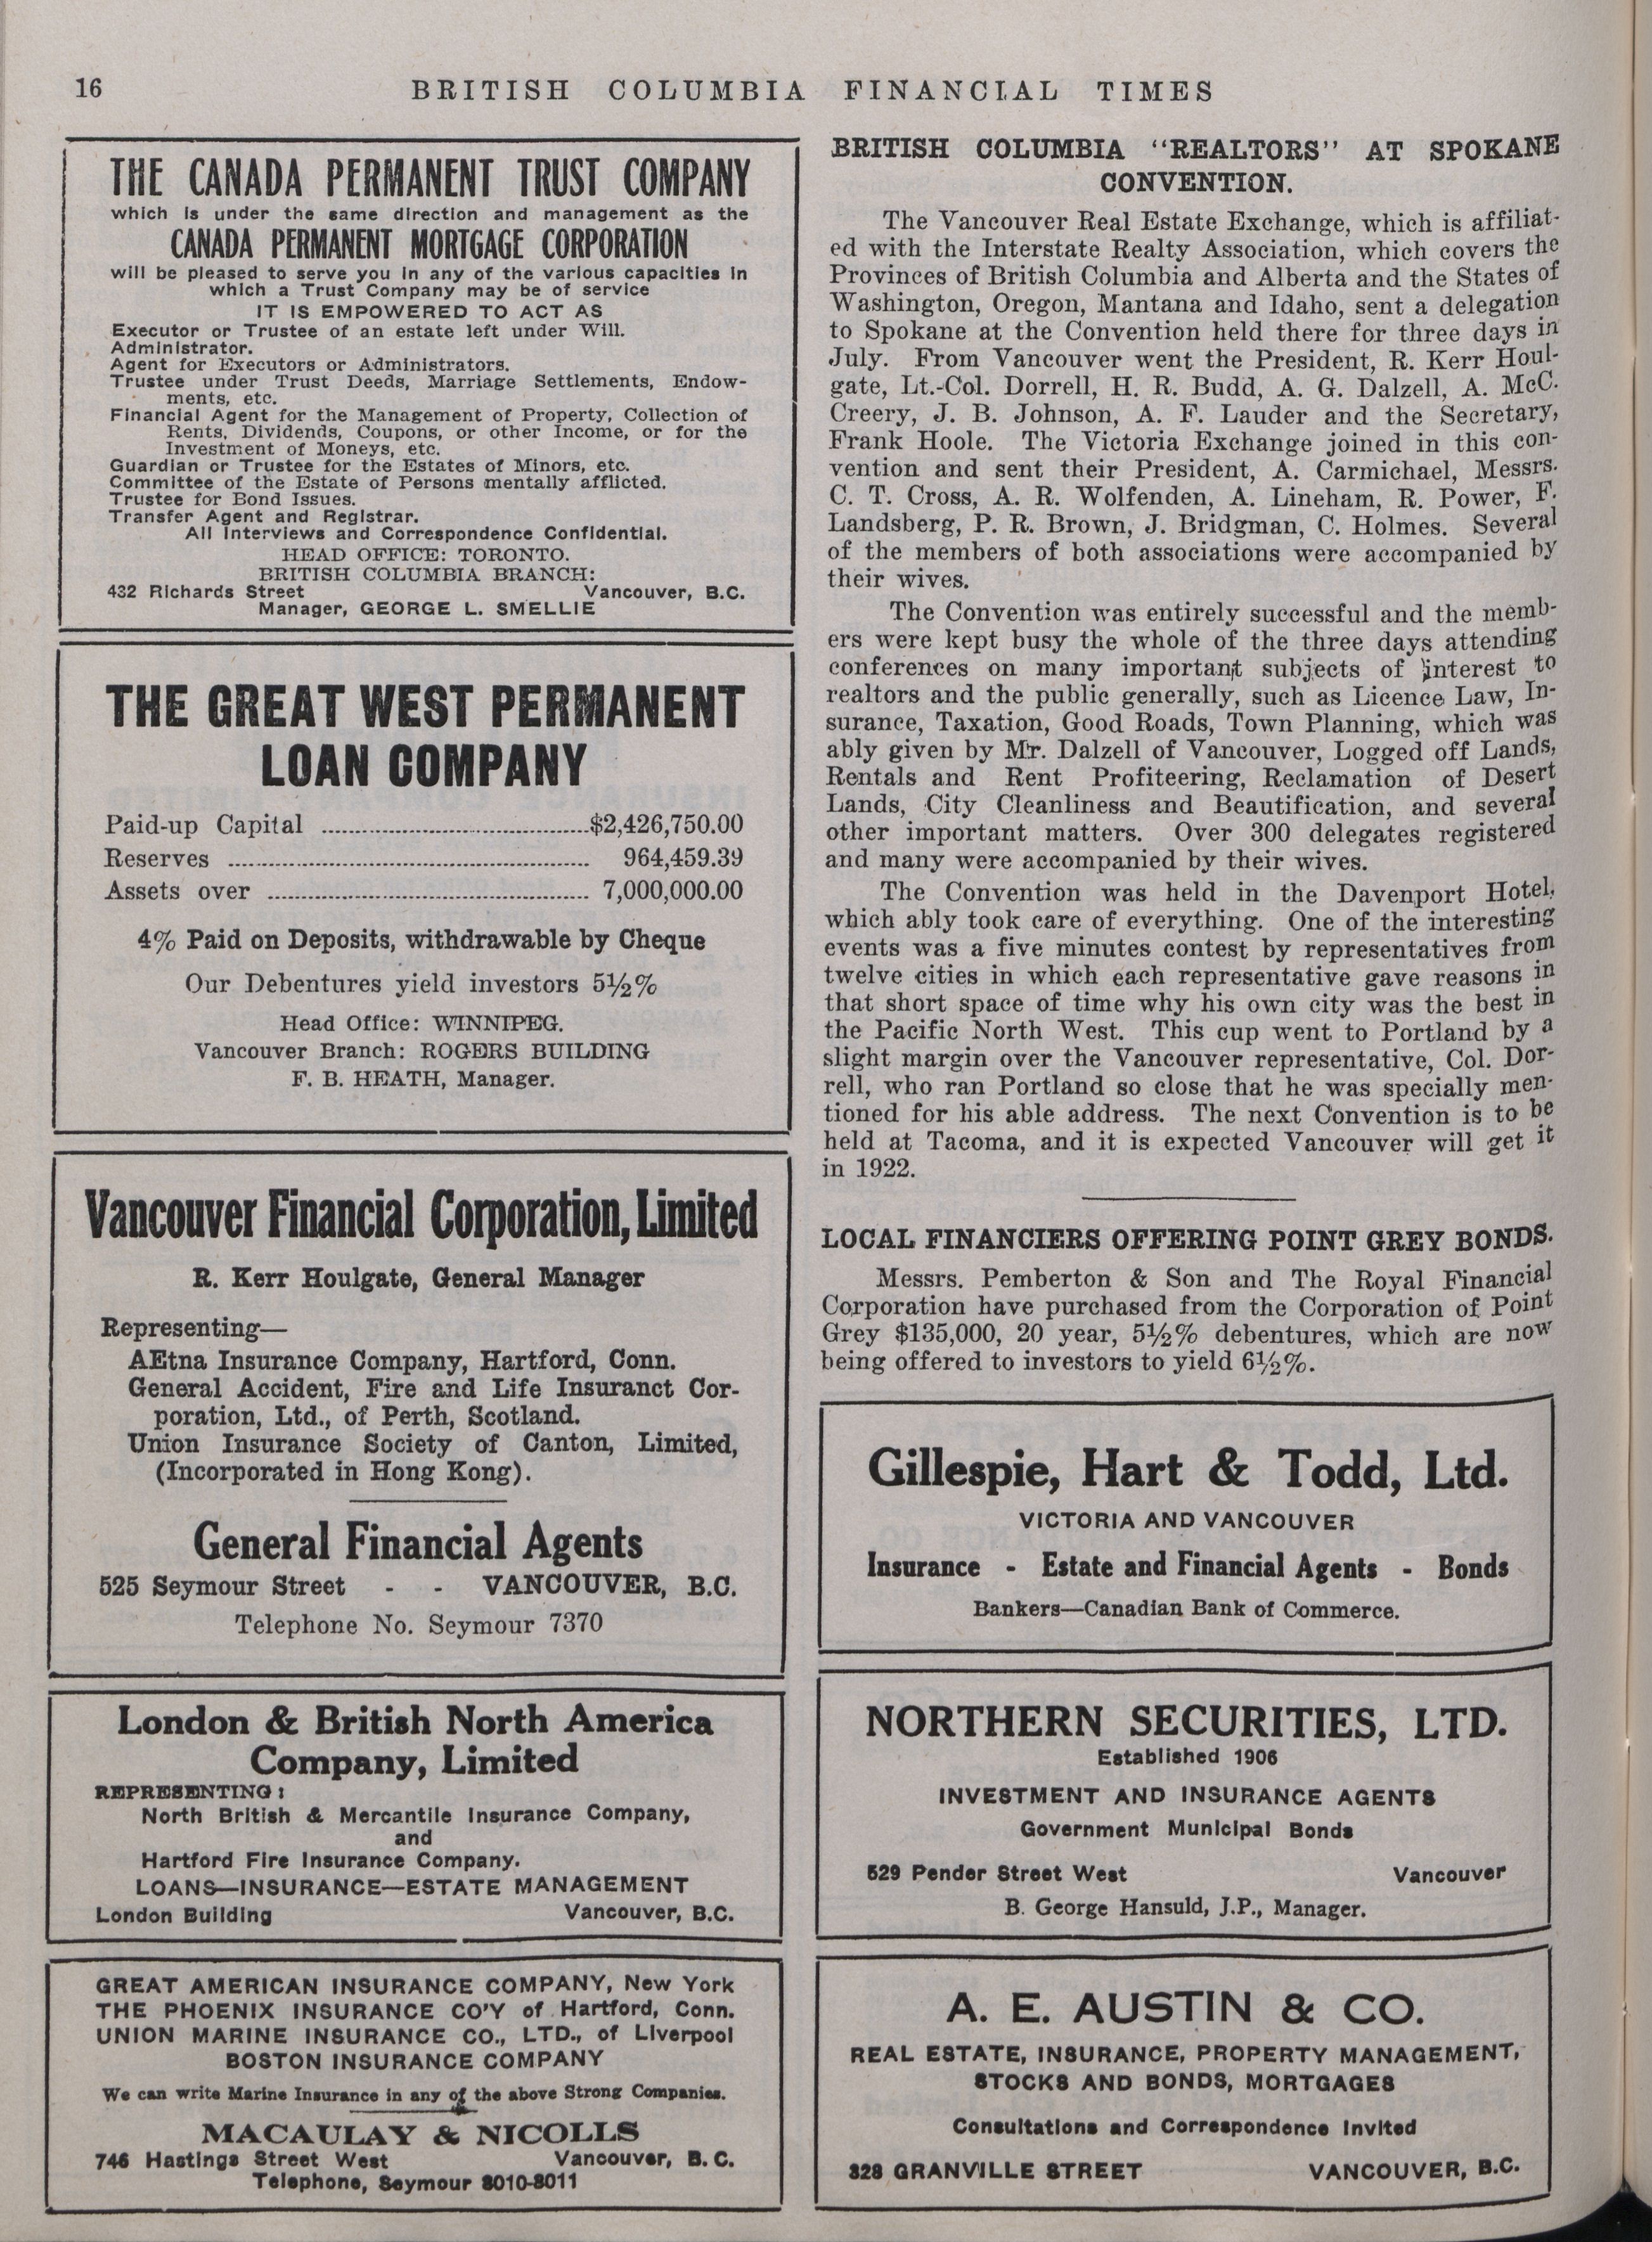 16
BRITISH COLUMBIA FINANCIAL TIMES
THE CANADA PERMANENT TRUST COMPANY
which is under the same direction and management as the
CANADA PERMANENT MORTGAGE CORPORATION
will be pleased to serve you in any of the various capacities in
which a Trust Company may be of service
IT IS EMPOWERED TO ACT AS
Executor or Trustee of an estate left under Will.
Administrator.
Agent for Executors or Administrators.
Trustee under Trust Deeds, Marriage Settlements, Endow-
ments, etc.
Financial Agent for the Management of Property, Collection of
Rents, Dividends, Coupons, or other Income, or for the
Investment of Moneys, etc.
Guardian or Trustee for the Estates of Minors, etc.
Committee of the Estate of Persons mentally afflicted.
Trustee for Bond Issues.
Transfer Agent and Registrar.
All Interviews and Correspondence Confidential.
HEAD OFFICE: TORONTO.
BRITISH COLUMBIA BRANCH:
432 Richards Street Vancouver, B.C.
Manager, GEORGE L. SMELLIE
THE GREAT WEST PERMANENT
LOAN COMPANY
Paid-up Capital ........................................$2,426,750.00
Reserves ...................................................... 964,459.39
Assets over ................................................ 7,000,000.00
4% Paid on Deposits, withdrawable by Cheque
Our Debentures yield investors 5½%
Head Office: WINNIPEG.
Vancouver Branch: ROGERS BUILDING
F. B. HEATH, Manager.
Vancouver Financial Corporation, Limited
R. Kerr Houlgate, General Manager
Representing—
AEtna Insurance Company, Hartford, Conn.
General Accident, Fire and Life Insuranct Cor-
poration, Ltd., of Perth, Scotland.
Union Insurance Society of Canton, Limited,
(Incorporated in Hong Kong).
General Financial Agents
525 Seymour Street - - VANCOUVER, B.C.
Telephone No. Seymour 7370
London & British North America
Company, Limited
REPRESENTING:
North British & Mercantile Insurance Company,
and
Hartford Fire Insurance Company.
LOANS—INSURANCE—ESTATE MANAGEMENT
London Building Vancouver, B.C.
GREAT AMERICAN INSURANCE COMPANY, New York
THE PHOENIX INSURANCE CO'Y of Hartford, Conn.
UNION MARINE INSURANCE CO., LTD., of Liverpool
BOSTON INSURANCE COMPANY
We can write Marine Insurance in any of the above Strong Companies.
MACAULAY & NICOLLS
746 Hastings Street West Vancouver, B.C.
Telephone, Seymour 8010-8011
BRITISH COLUMBIA "REALTORS" AT SPOKANE
CONVENTION.
The Vancouver Real Estate Exchange, which is affiliat-
ed with the Interstate Realty Association, which covers the
Provinces of British Columbia and Alberta and the States of
Washington, Oregon, Mantana and Idaho, sent a delegation
to Spokane at the Convention held there for three days in
July. From Vancouver went the President, R. Kerr Houl-
gate, Lt.-Col. Dorrell, H. R. Budd, A. G. Dalzell, A. McC.
Creery, J. B. Johnson, A. F. Lauder and the Secretary,
Frank Hoole. The Victoria Exchange joined in this con-
vention and sent their President, A. Carmichael, Messrs.
C. T. Cross, A. R. Wolfenden, A. Lineham, R. Power, F.
Landsberg, P. R. Brown, J. Bridgman, C. Holmes. Several
of the members of both associations were accompanied by
their wives.
The Convention was entirely successful and the memb-
ers were kept busy the whole of the three days attending
conferences on many important subjects of interest to
realtors and the public generally, such as Licence Law, In-
surance, Taxation, Good Roads, Town Planning, which was
ably given by Mr. Dalzell of Vancouver, Logged off Lands,
Rentals and Rent Profiteering, Reclamation of Desert
Lands, City Cleanliness and Beautification, and several
other important matters. Over 300 delegates registered
and many were accompanied by their wives.
The Convention was held in the Davenport Hotel,
which ably took care of everything. One of the interesting
events was a five minutes contest by representatives from
twelve cities in which each representative gave reasons in
that short space of time why his own city was the best in
the Pacific North West. This cup went to Portland by a
slight margin over the Vancouver representative, Col. Dor-
rell, who ran Portland so close that he was specially men-
tioned for his able address. The next Convention is to be
held at Tacoma, and it is expected Vancouver will get it
in 1922.
LOCAL FINANCIERS OFFERING POINT GREY BONDS.
Messrs. Pemberton & Son and The Royal Financial
Corporation have purchased from the Corporation of Point
Grey $135,000, 20 year, 5½% debentures, which are now
being offered to investors to yield 6½%.
Gillespie, Hart & Todd, Ltd.
VICTORIA AND VANCOUVER
Insurance - Estate and Financial Agents - Bonds
Bankers—Canadian Bank of Commerce.
NORTHERN SECURITIES, LTD.
Established 1906
INVESTMENT AND INSURANCE AGENTS
Government Municipal Bonds
529 Pender Street West Vancouver
B. George Hansuld, J.P., Manager.
A. E. AUSTIN & CO.
REAL ESTATE, INSURANCE, PROPERTY MANAGEMENT,
STOCKS AND BONDS, MORTGAGES
Consultations and Correspondence Invited
328 GRANVILLE STREET VANCOUVER, B.C.